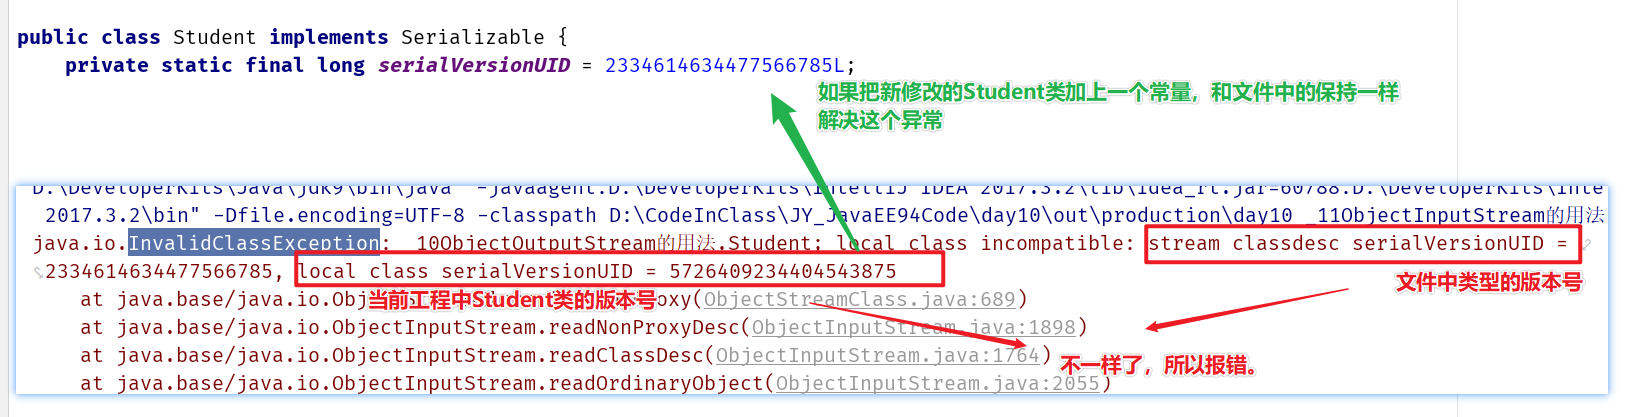 public class Student implements Serializable {
private static final long serialVersionUID = 2334614634477566785L;
如果把新修改的Student类加上一个常量，和文件中的保持一样
解决这个异常
D:\DeveloperKits\Java\jdk9\bin\java" -javaagent:D:\DeveloperKits\IntelliJ IDEA 2017.3.2\lib\idea_rt.jar=60788:D:\DeveloperKits\Inte
2017.3.2\bin" -Dfile.encoding=UTF-8 -classpath D:\CodeInClass\JY_JavaEE94Code\day10\out\production\day10 _11ObjectInputStream的用法
java.io.InvalidClassException: _10ObjectOutputStream的用法.Student; local class incompatible: stream classdesc serialVersionUID =
2334614634477566785, local class serialVersionUID = 5726409234404543875
文件中类型的版本号
当前工程中Student类的版本号
at java.base/java.io.Obje xy(ObjectStreamClass.java:689)
at java.base/java.io.ObjectInputStream.readNonProxyDesc(ObjectInputStream.java:1898)
at java.base/java.io.ObjectInputStream.readClassDesc(ObjectInputStream.java:1764)
不一样了，所以报错。
at java.base/java.io.ObjectInputStream.readOrdinaryObject(ObjectInputStream.java:2055)